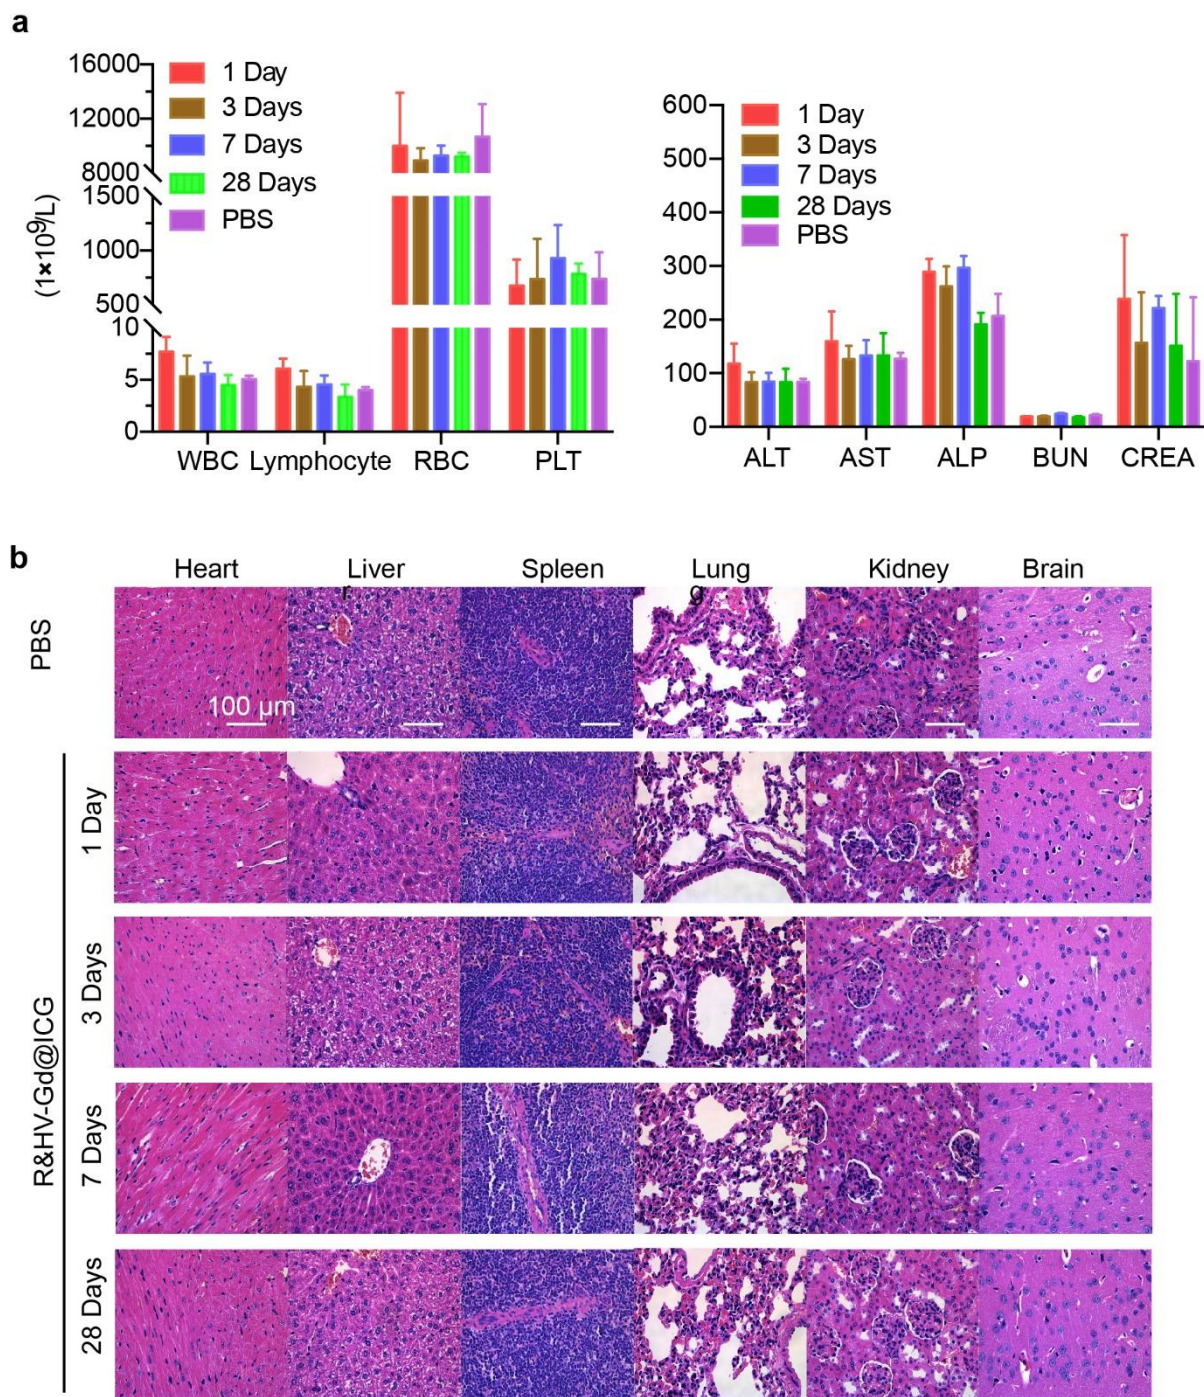 a
16000
12000
8000
1500
1000
500
10
5
0
(1×10⁹/L)
1 Day
3 Days
7 Days
28 Days
PBS
WBC Lymphocyte RBC PLT
600
500
400
300
200
100
0
1 Day
3 Days
7 Days
28 Days
PBS
ALT AST ALP BUN CREA
b
Heart Liver Spleen Lung Kidney Brain
r g
PBS
100 μm
R&HV-Gd@ICG
1 Day
3 Days
7 Days
28 Days